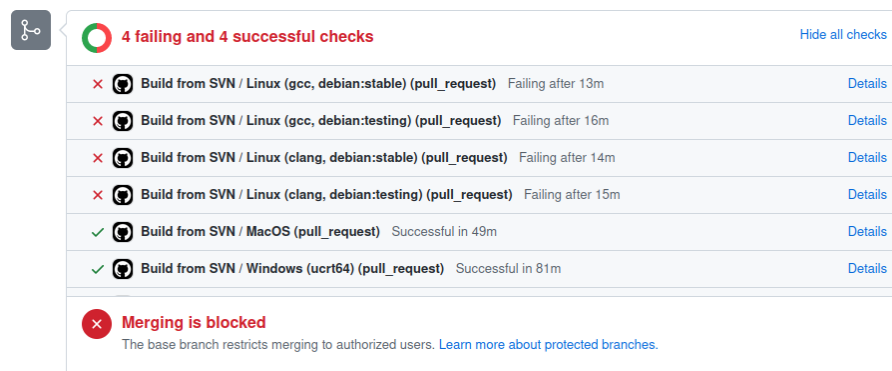 4 failing and 4 successful checks Hide all checks
Build from SVN / Linux (gcc, debian:stable) (pull_request) Failing after 13m Details
Build from SVN / Linux (gcc, debian:testing) (pull_request) Failing after 16m Details
Build from SVN / Linux (clang, debian:stable) (pull_request) Failing after 14m Details
Build from SVN / Linux (clang, debian:testing) (pull_request) Failing after 15m Details
Build from SVN / MacOS (pull_request) Successful in 49m Details
Build from SVN / Windows (ucrt64) (pull_request) Successful in 81m Details
Merging is blocked
The base branch restricts merging to authorized users. Learn more about protected branches.